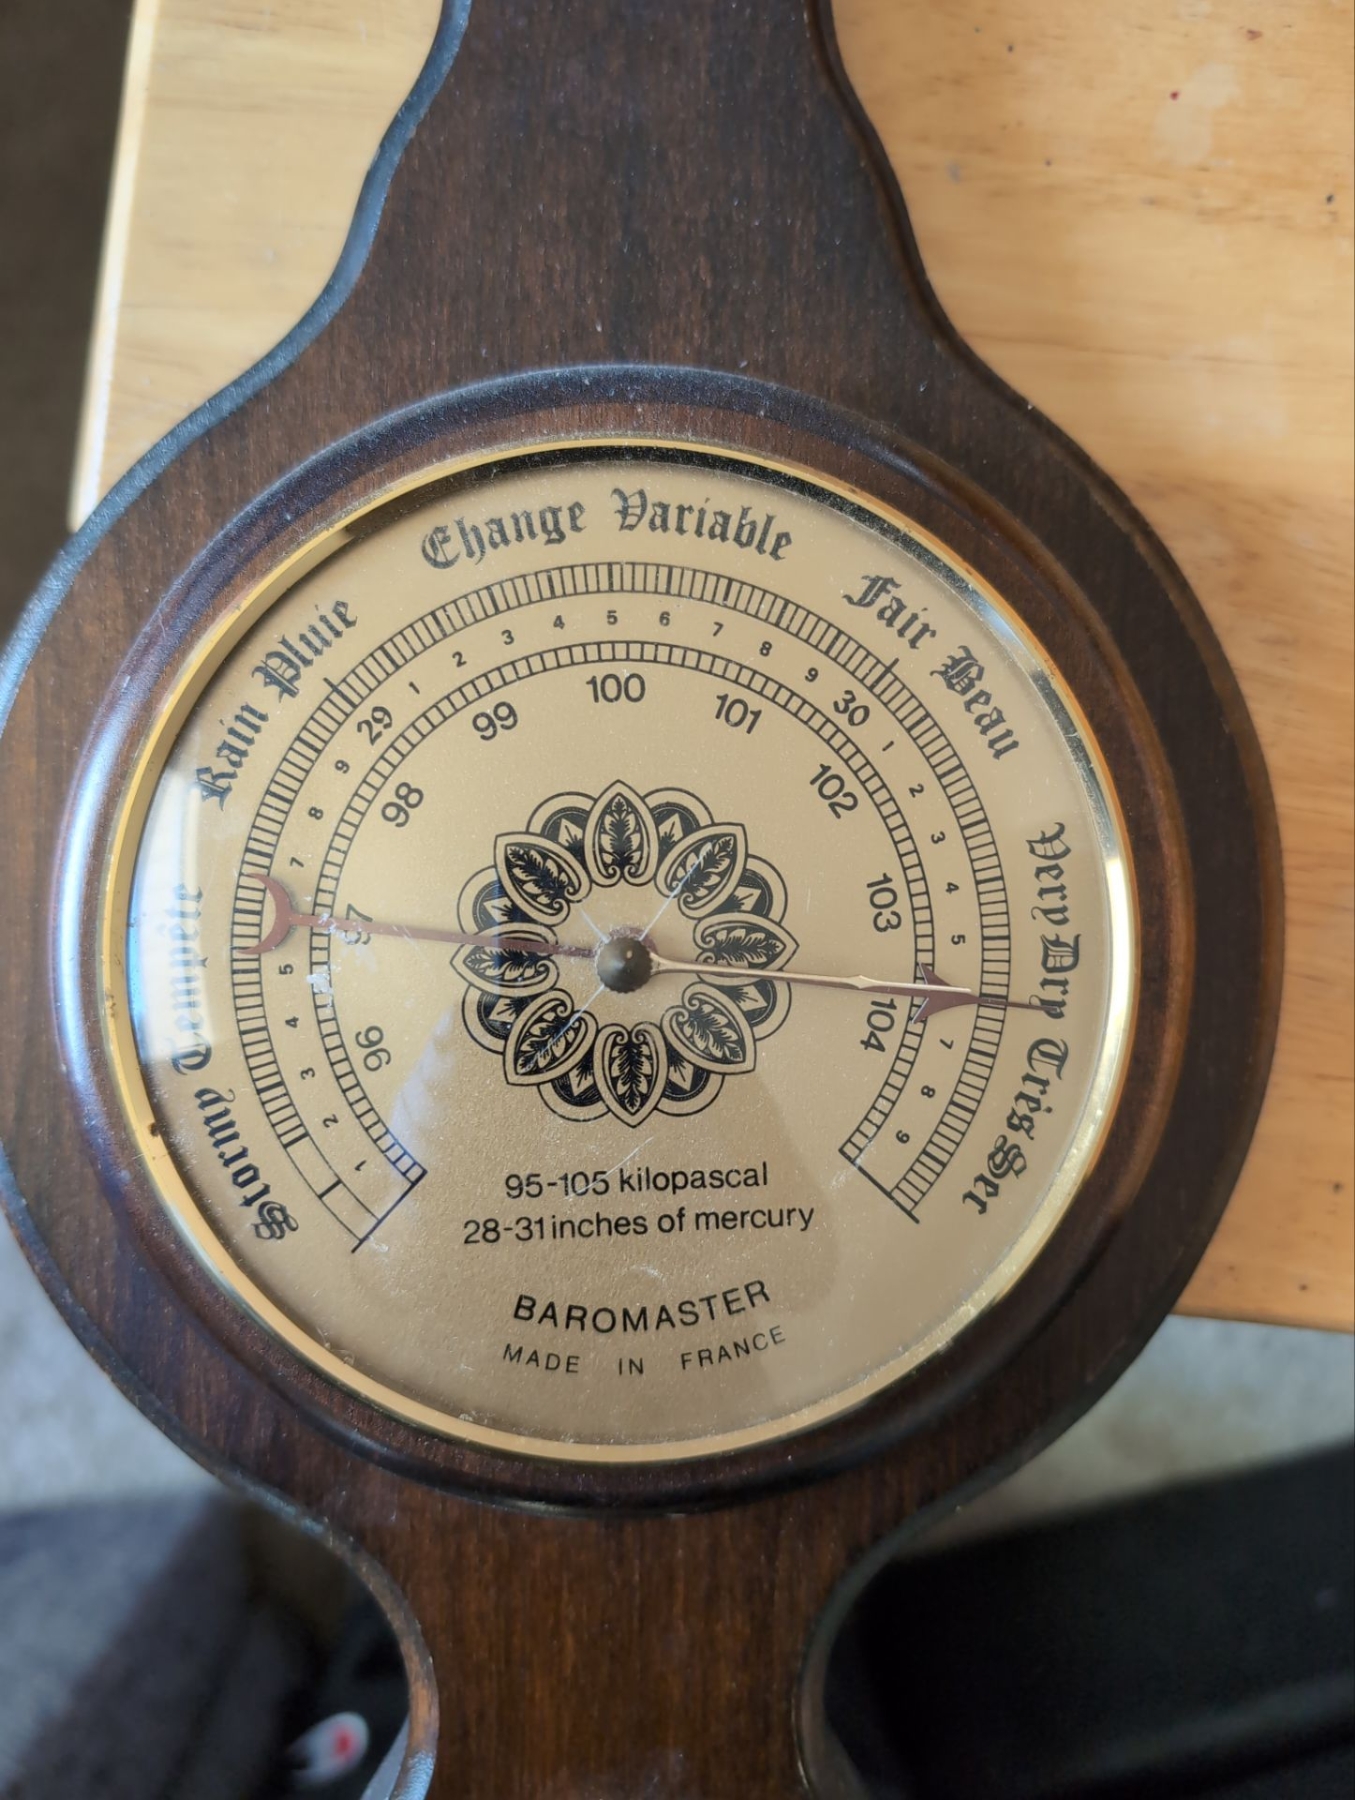 Change Variable
Rain Pluie
Fair Beau
Stormy Tempête
Very Dry Très Sec
1 2 3 4 5 7 8 9 29 1 2 3 4 5 6 7 8 9 30 1 2 3 4 5 7 8 9
96 97 98 99 100 101 102 103 104
95-105 kilopascal
28-31 inches of mercury
BAROMASTER
MADE IN FRANCE